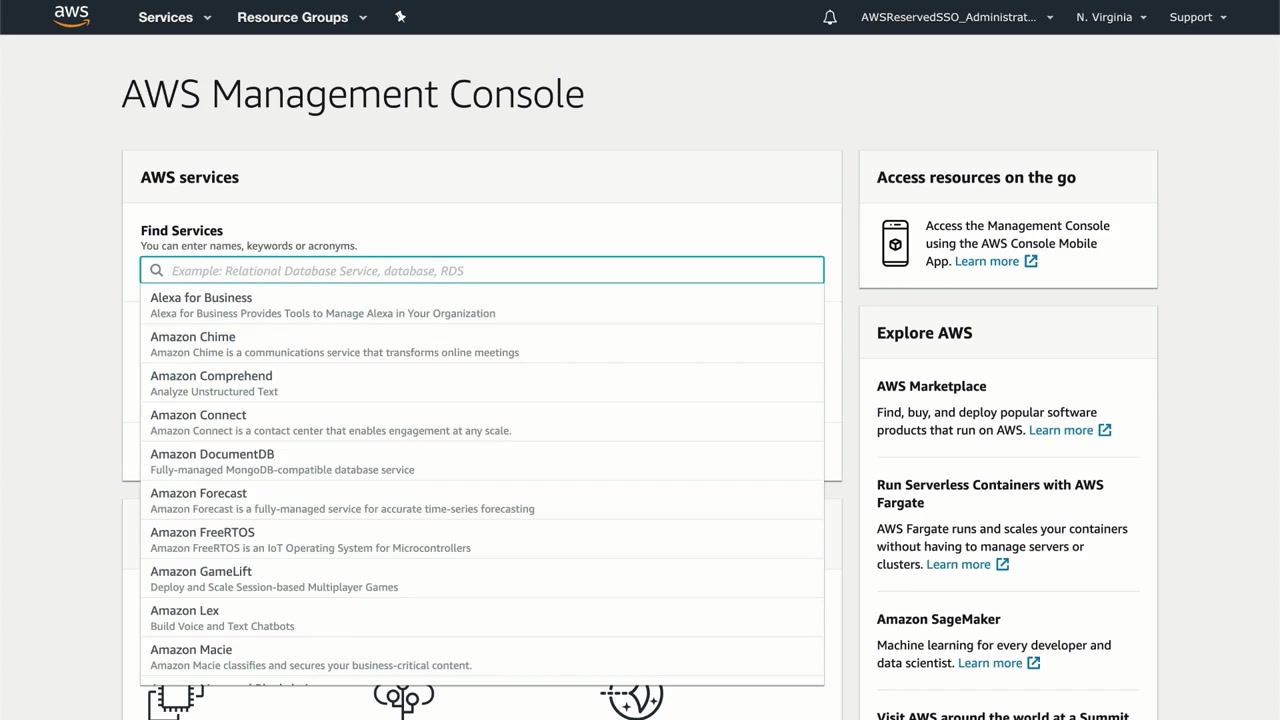 aws
Services
Resource Groups
AWSReservedSSO_Administrat...
N. Virginia
Support
AWS Management Console
AWS services
Find Services
You can enter names, keywords or acronyms.
Example: Relational Database Service, database, RDS
Alexa for Business
Alexa for Business Provides Tools to Manage Alexa in Your Organization
Amazon Chime
Amazon Chime is a communications service that transforms online meetings
Amazon Comprehend
Analyze Unstructured Text
Amazon Connect
Amazon Connect is a contact center that enables engagement at any scale.
Amazon DocumentDB
Fully-managed MongoDB-compatible database service
Amazon Forecast
Amazon Forecast is a fully-managed service for accurate time-series forecasting
Amazon FreeRTOS
Amazon FreeRTOS is an IoT Operating System for Microcontrollers
Amazon GameLift
Deploy and Scale Session-based Multiplayer Games
Amazon Lex
Build Voice and Text Chatbots
Amazon Macie
Amazon Macie classifies and secures your business-critical content.
Access resources on the go
Access the Management Console
using the AWS Console Mobile
App. Learn more
Explore AWS
AWS Marketplace
Find, buy, and deploy popular software
products that run on AWS. Learn more
Run Serverless Containers with AWS
Fargate
AWS Fargate runs and scales your containers
without having to manage servers or
clusters. Learn more
Amazon SageMaker
Machine learning for every developer and
data scientist. Learn more
Visit AWS around the world at a Summit